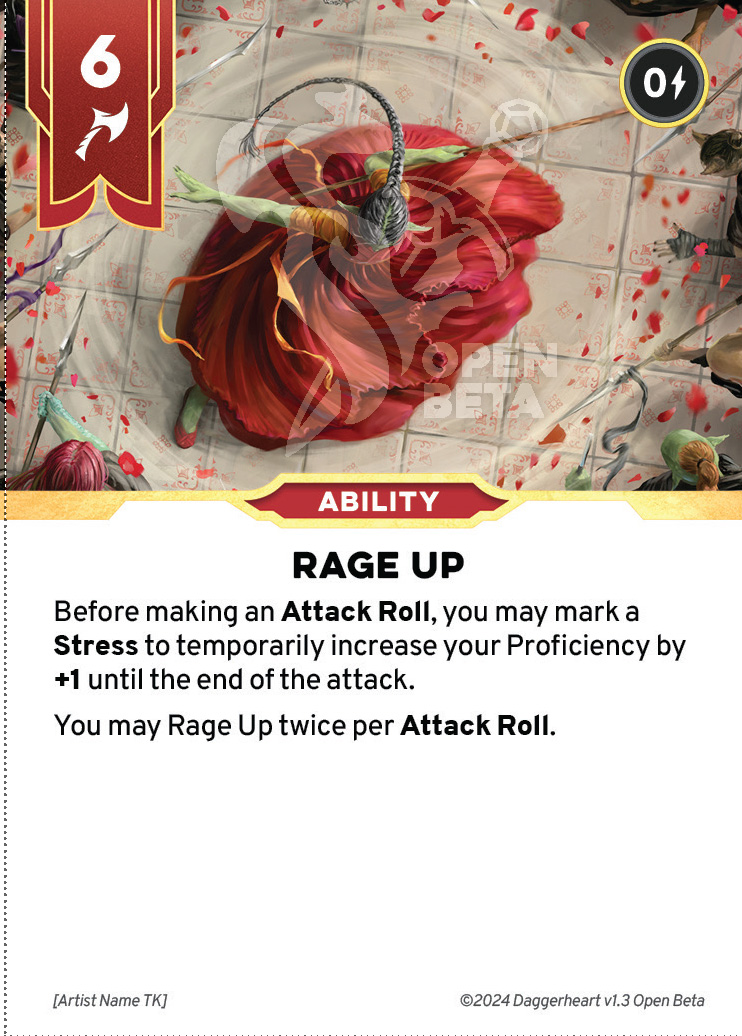 6
0
OPEN
BETA
ABILITY
RAGE UP
Before making an Attack Roll, you may mark a
Stress to temporarily increase your Proficiency by
+1 until the end of the attack.
You may Rage Up twice per Attack Roll.
[Artist Name TK]
©2024 Daggerheart v1.3 Open Beta